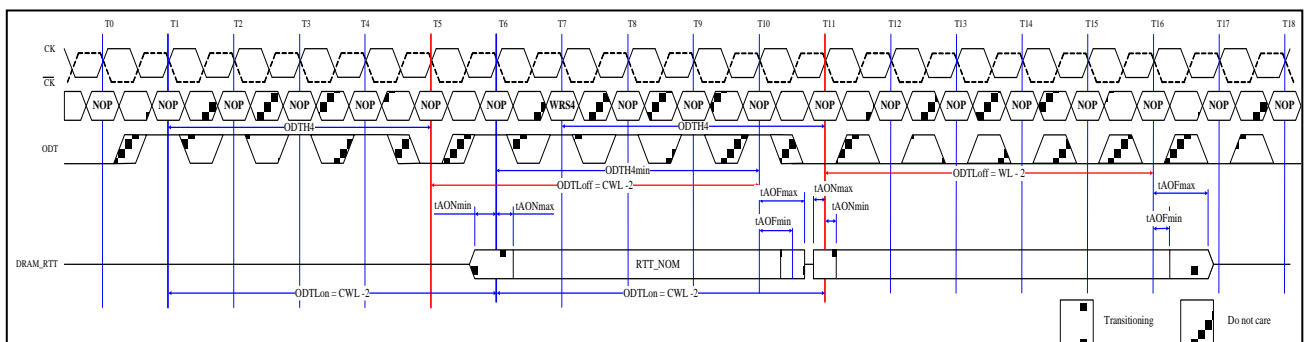 T0 T1 T2 T3 T4 T5 T6 T7 T8 T9 T10 T11 T12 T13 T14 T15 T16 T17 T18
CK
CK
NOP NOP NOP NOP NOP NOP NOP WRS4 NOP NOP NOP NOP NOP NOP NOP NOP NOP NOP NOP
ODTH4 ODTH4
ODT
ODTH4min
ODTLoff = CWL -2 ODTLoff = WL - 2
tAONmin tAONmax tAOFmax tAONmax tAOFmax
tAOFmin tAONmin tAOFmin
DRAM_RTT RTT_NOM
ODTLon = CWL -2 ODTLon = CWL -2
Transitioning Do not care